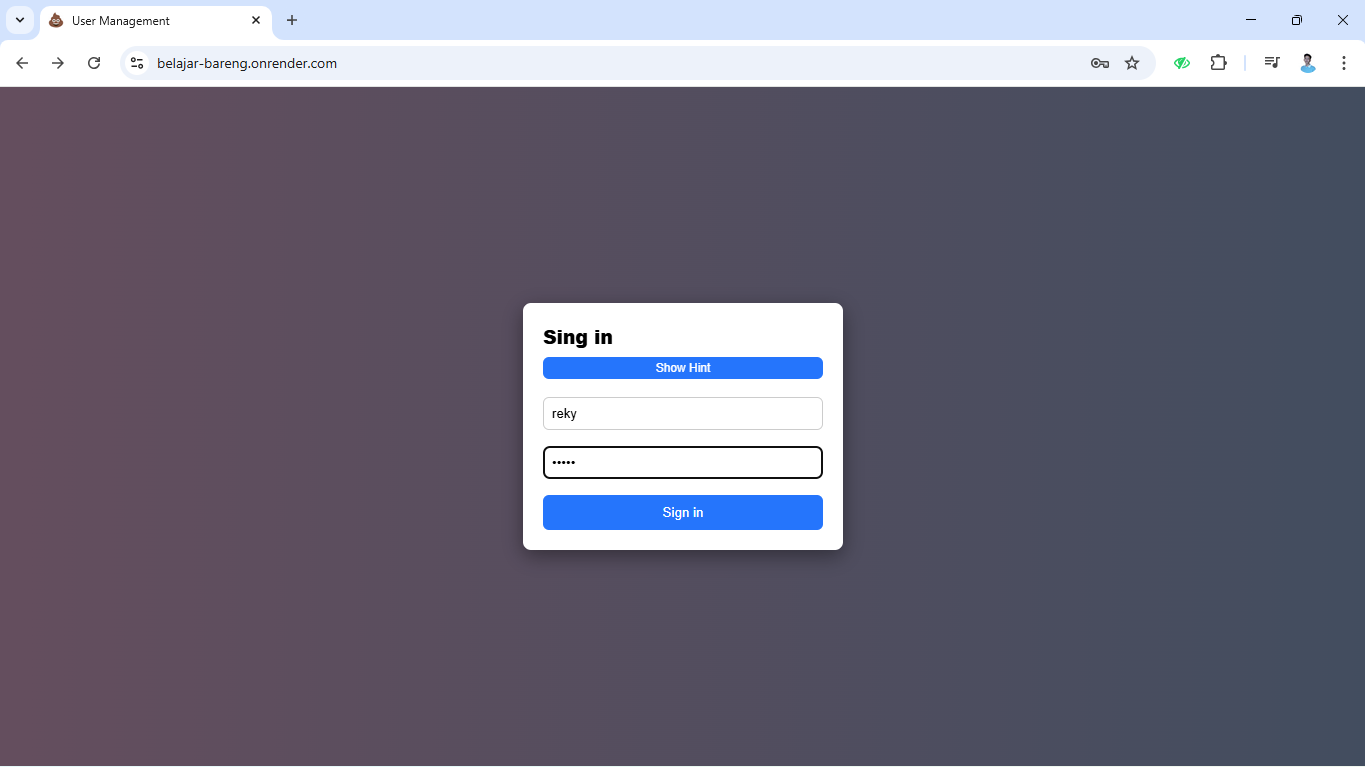 User Management
belajar-bareng.onrender.com
Sing in
Show Hint
reky
•••••
Sign in